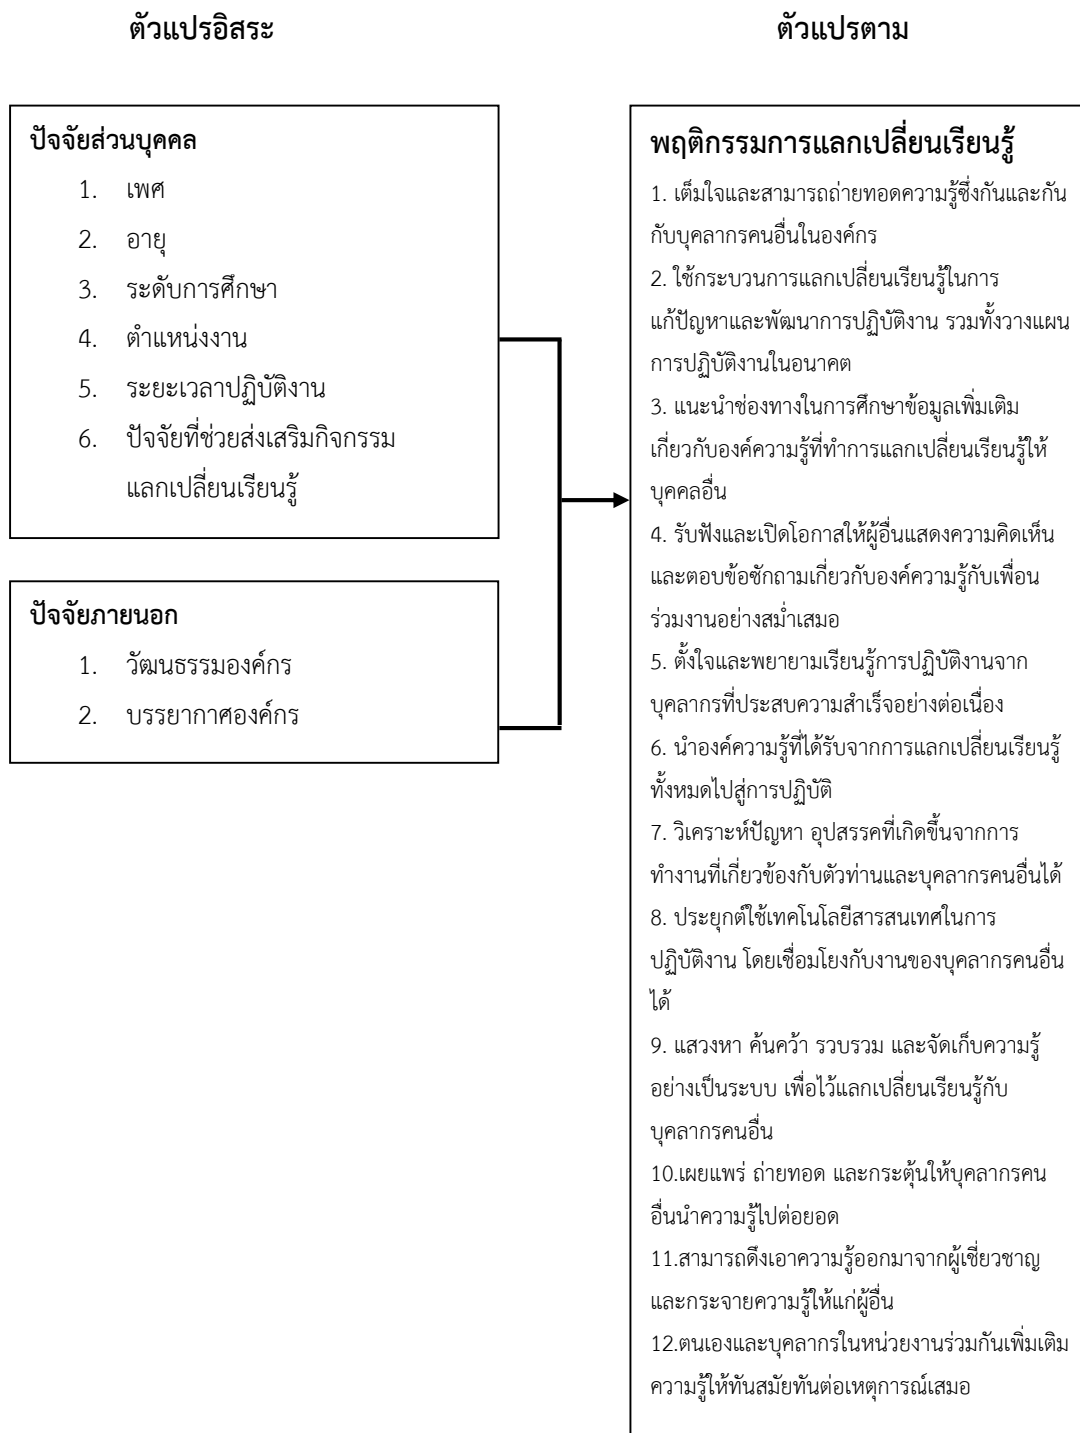 ตัวแปรอิสระ
ตัวแปรตาม
ปัจจัยส่วนบุคคล
1. เพศ
2. อายุ
3. ระดับการศึกษา
4. ตำแหน่งงาน
5. ระยะเวลาปฏิบัติงาน
6. ปัจจัยที่ช่วยส่งเสริมกิจกรรม
แลกเปลี่ยนเรียนรู้
ปัจจัยภายนอก
1. วัฒนธรรมองค์กร
2. บรรยากาศองค์กร
พฤติกรรมการแลกเปลี่ยนเรียนรู้
1. เต็มใจและสามารถถ่ายทอดความรู้ซึ่งกันและกัน
กับบุคลากรคนอื่นในองค์กร
2. ใช้กระบวนการแลกเปลี่ยนเรียนรู้ในการ
แก้ปัญหาและพัฒนาการปฏิบัติงาน รวมทั้งวางแผน
การปฏิบัติงานในอนาคต
3. แนะนำช่องทางในการศึกษาข้อมูลเพิ่มเติม
เกี่ยวกับองค์ความรู้ที่ทำการแลกเปลี่ยนเรียนรู้ให้
บุคคลอื่น
4. รับฟังและเปิดโอกาสให้ผู้อื่นแสดงความคิดเห็น
และตอบข้อซักถามเกี่ยวกับองค์ความรู้กับเพื่อน
ร่วมงานอย่างสม่ำเสมอ
5. ตั้งใจและพยายามเรียนรู้การปฏิบัติงานจาก
บุคลากรที่ประสบความสำเร็จอย่างต่อเนื่อง
6. นำองค์ความรู้ที่ได้รับจากการแลกเปลี่ยนเรียนรู้
ทั้งหมดไปสู่การปฏิบัติ
7. วิเคราะห์ปัญหา อุปสรรคที่เกิดขึ้นจากการ
ทำงานที่เกี่ยวข้องกับตัวท่านและบุคลากรคนอื่นได้
8. ประยุกต์ใช้เทคโนโลยีสารสนเทศในการ
ปฏิบัติงาน โดยเชื่อมโยงกับงานของบุคลากรคนอื่น
ได้
9. แสวงหา ค้นคว้า รวบรวม และจัดเก็บความรู้
อย่างเป็นระบบ เพื่อไว้แลกเปลี่ยนเรียนรู้กับ
บุคลากรคนอื่น
10.เผยแพร่ ถ่ายทอด และกระตุ้นให้บุคลากรคน
อื่นนำความรู้ไปต่อยอด
11.สามารถดึงเอาความรู้ออกมาจากผู้เชี่ยวชาญ
และกระจายความรู้ให้แก่ผู้อื่น
12.ตนเองและบุคลากรในหน่วยงานร่วมกันเพิ่มเติม
ความรู้ให้ทันสมัยทันต่อเหตุการณ์เสมอ